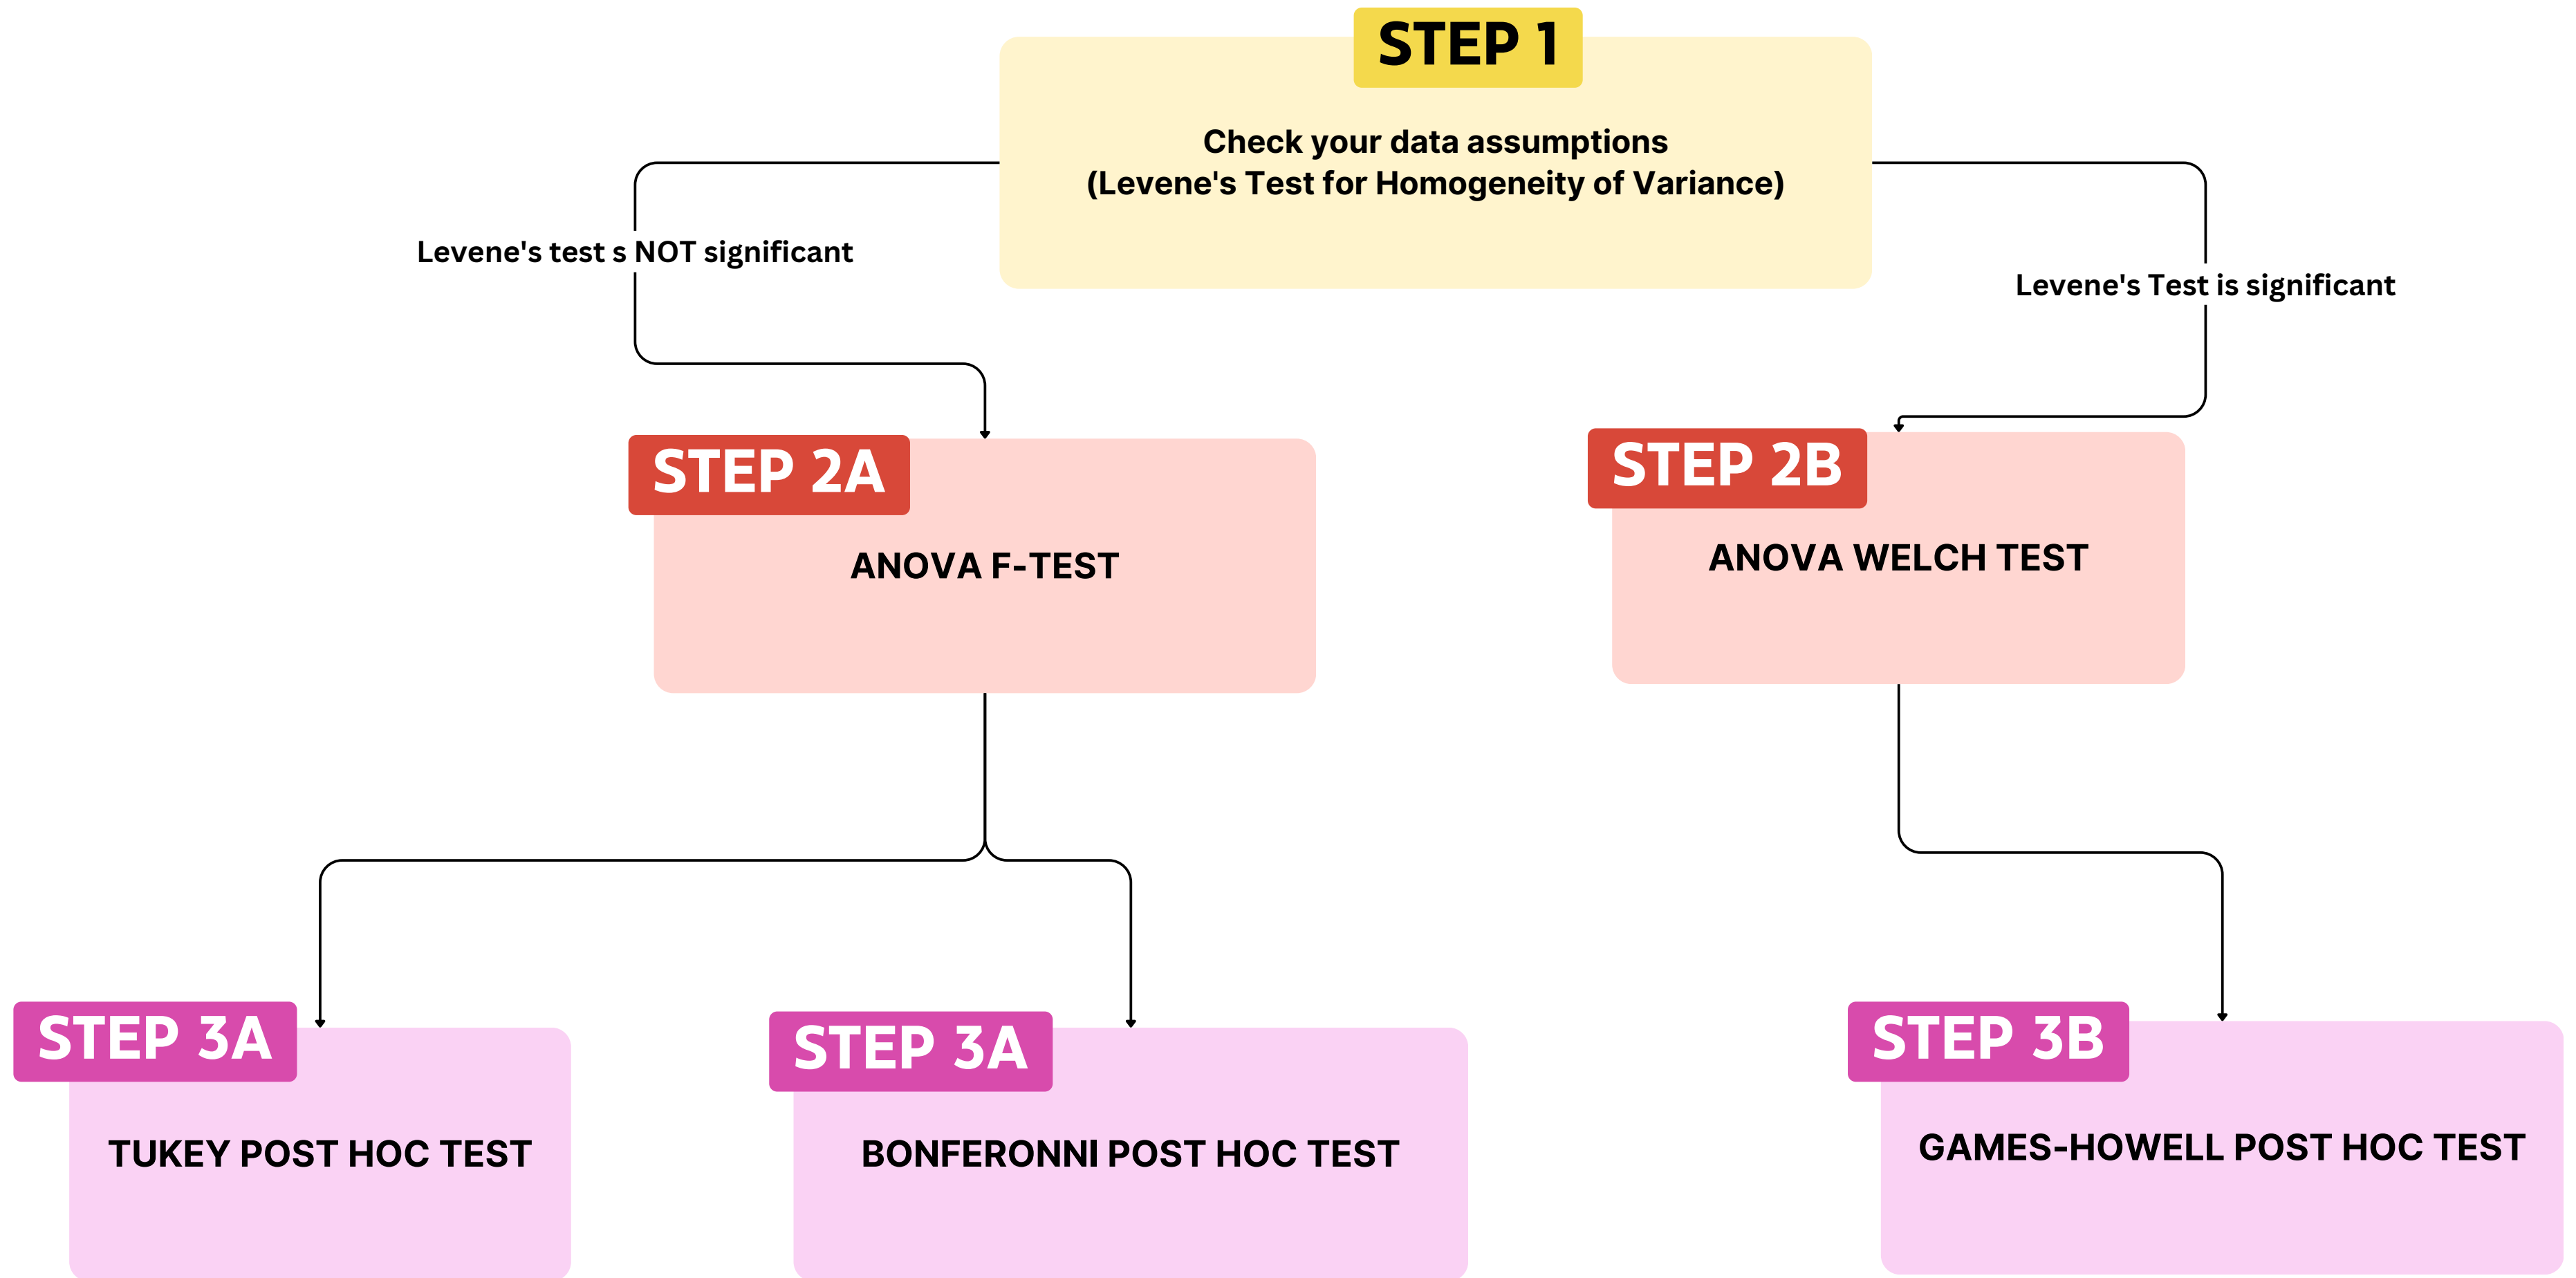 STEP 1
Check your data assumptions
(Levene's Test for Homogeneity of Variance)
Levene's test s NOT significant
Levene's Test is significant
STEP 2A
ANOVA F-TEST
STEP 2B
ANOVA WELCH TEST
STEP 3A
TUKEY POST HOC TEST
STEP 3A
BONFERONNI POST HOC TEST
STEP 3B
GAMES-HOWELL POST HOC TEST